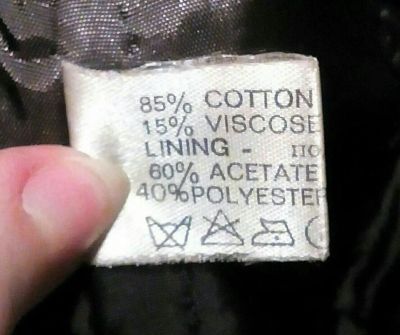 85% COTTON
15% VISCOSE
LINING -
60% ACETATE
40% POLYESTER